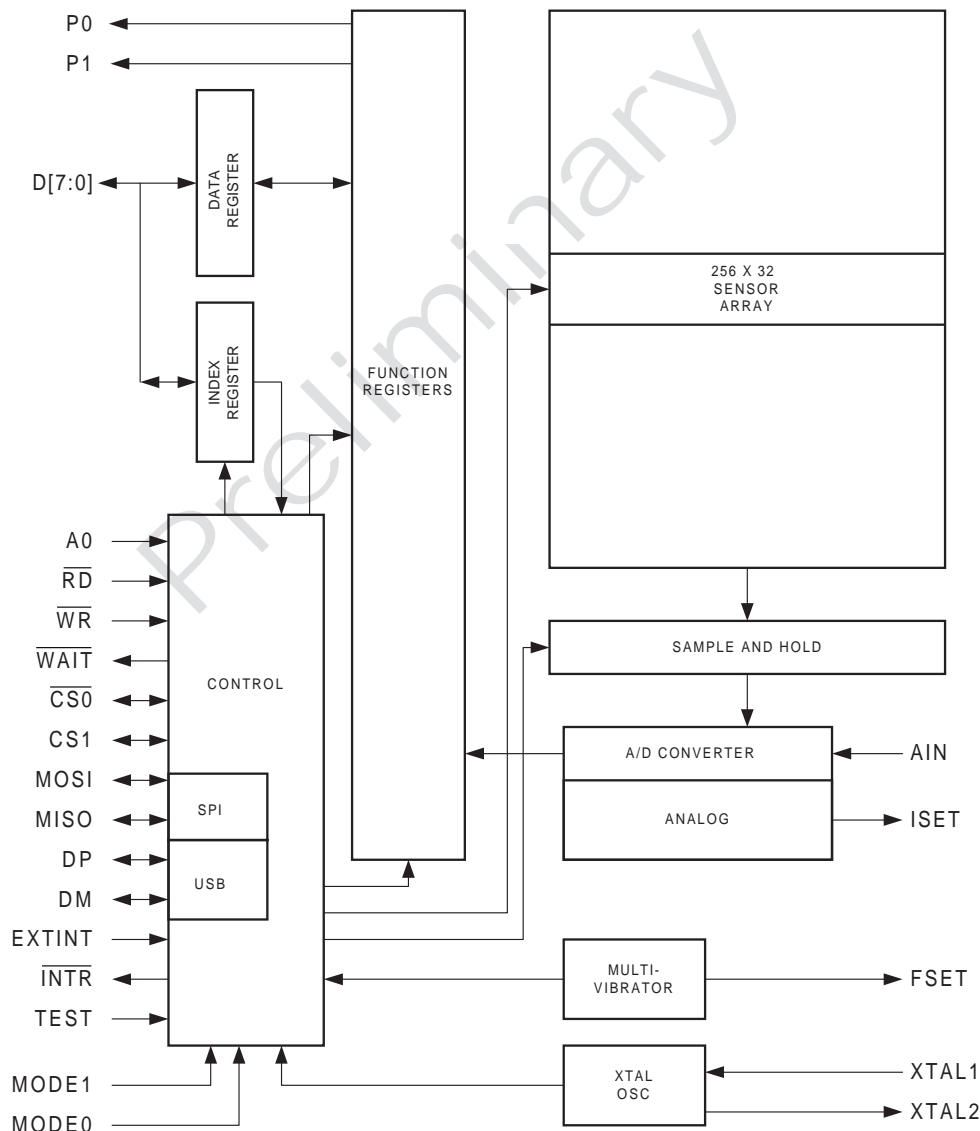 P0
P1
D[7:0]
DATA
REGISTER
INDEX
REGISTER
FUNCTION
REGISTERS
256 X 32
SENSOR
ARRAY
Preliminary
A0
RD
WR
WAIT
CS0
CS1
MOSI
MISO
DP
DM
EXTINT
INTR
TEST
MODE1
MODE0
CONTROL
SPI
USB
SAMPLE AND HOLD
A/D CONVERTER
ANALOG
AIN
ISET
MULTI-
VIBRATOR
FSET
XTAL
OSC
XTAL1
XTAL2